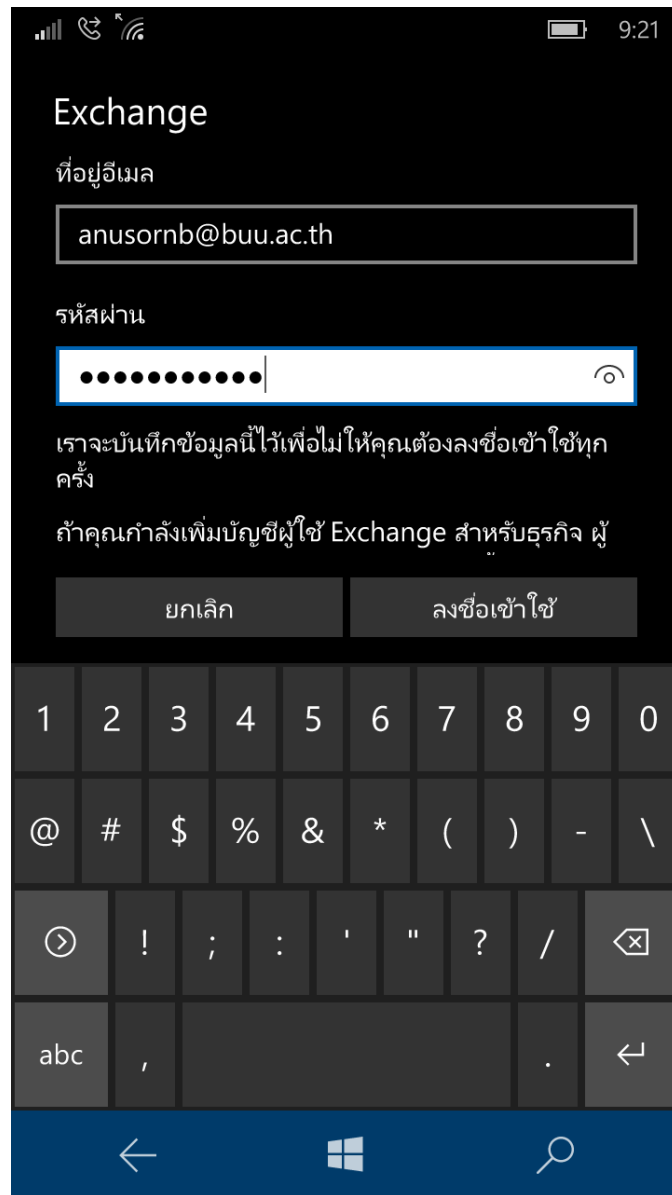 9:21
Exchange
ที่อยู่อีเมล
anusornb@buu.ac.th
รหัสผ่าน
●●●●●●●●●●●
เราจะบันทึกข้อมูลนี้ไว้เพื่อไม่ให้คุณต้องลงชื่อเข้าใช้ทุก
ครั้ง
ถ้าคุณกำลังเพิ่มบัญชีผู้ใช้ Exchange สำหรับธุรกิจ ผู้
ยกเลิก ลงชื่อเข้าใช้
1 2 3 4 5 6 7 8 9 0
@ # $ % & * ( ) - \
! ; : ' " ? /
abc , .